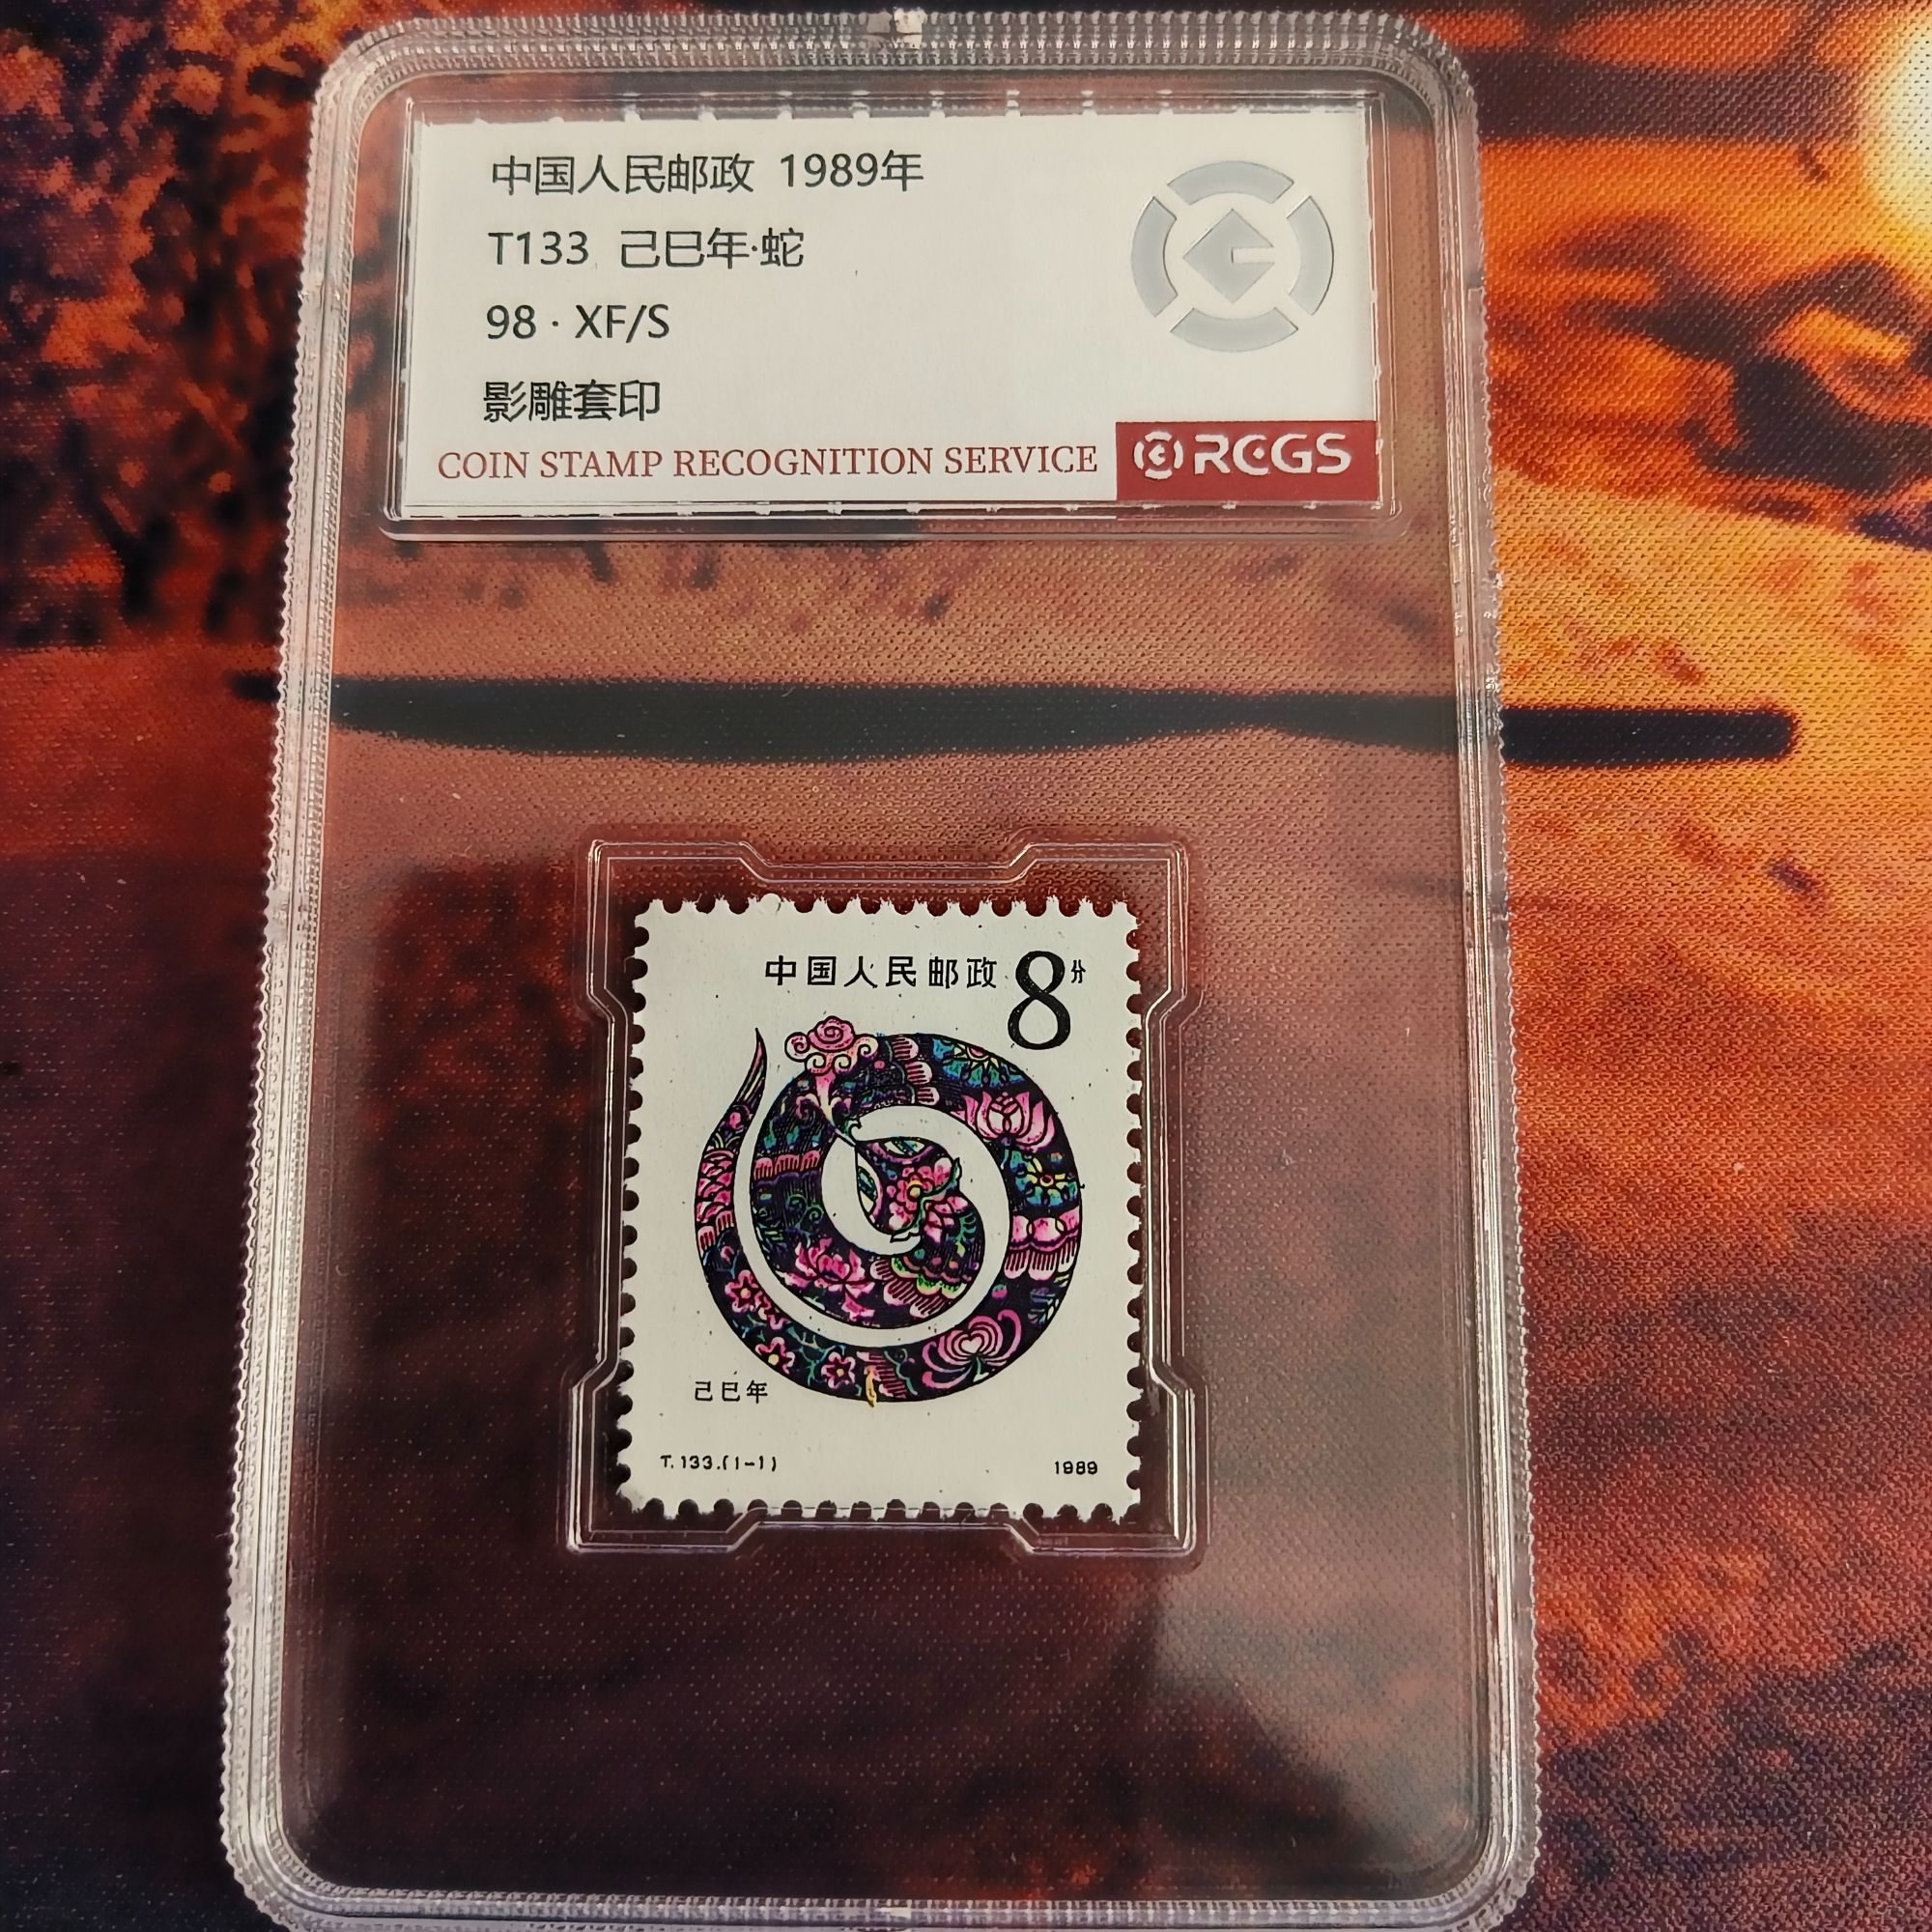 中国人民邮政 1989年
T133 己巳年·蛇
98 · XF/S
影雕套印
COIN STAMP RECOGNITION SERVICE RCGS
中国人民邮政 8分
己巳年
T.133.(1-1) 1989